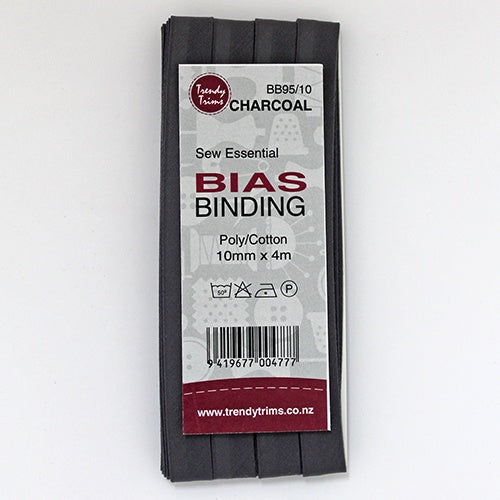 Trendy
Trims
BB95/10
CHARCOAL
Sew Essential
BIAS
BINDING
Poly/Cotton
10mm x 4m
50°
P
9 419677 004777
www.trendytrims.co.nz